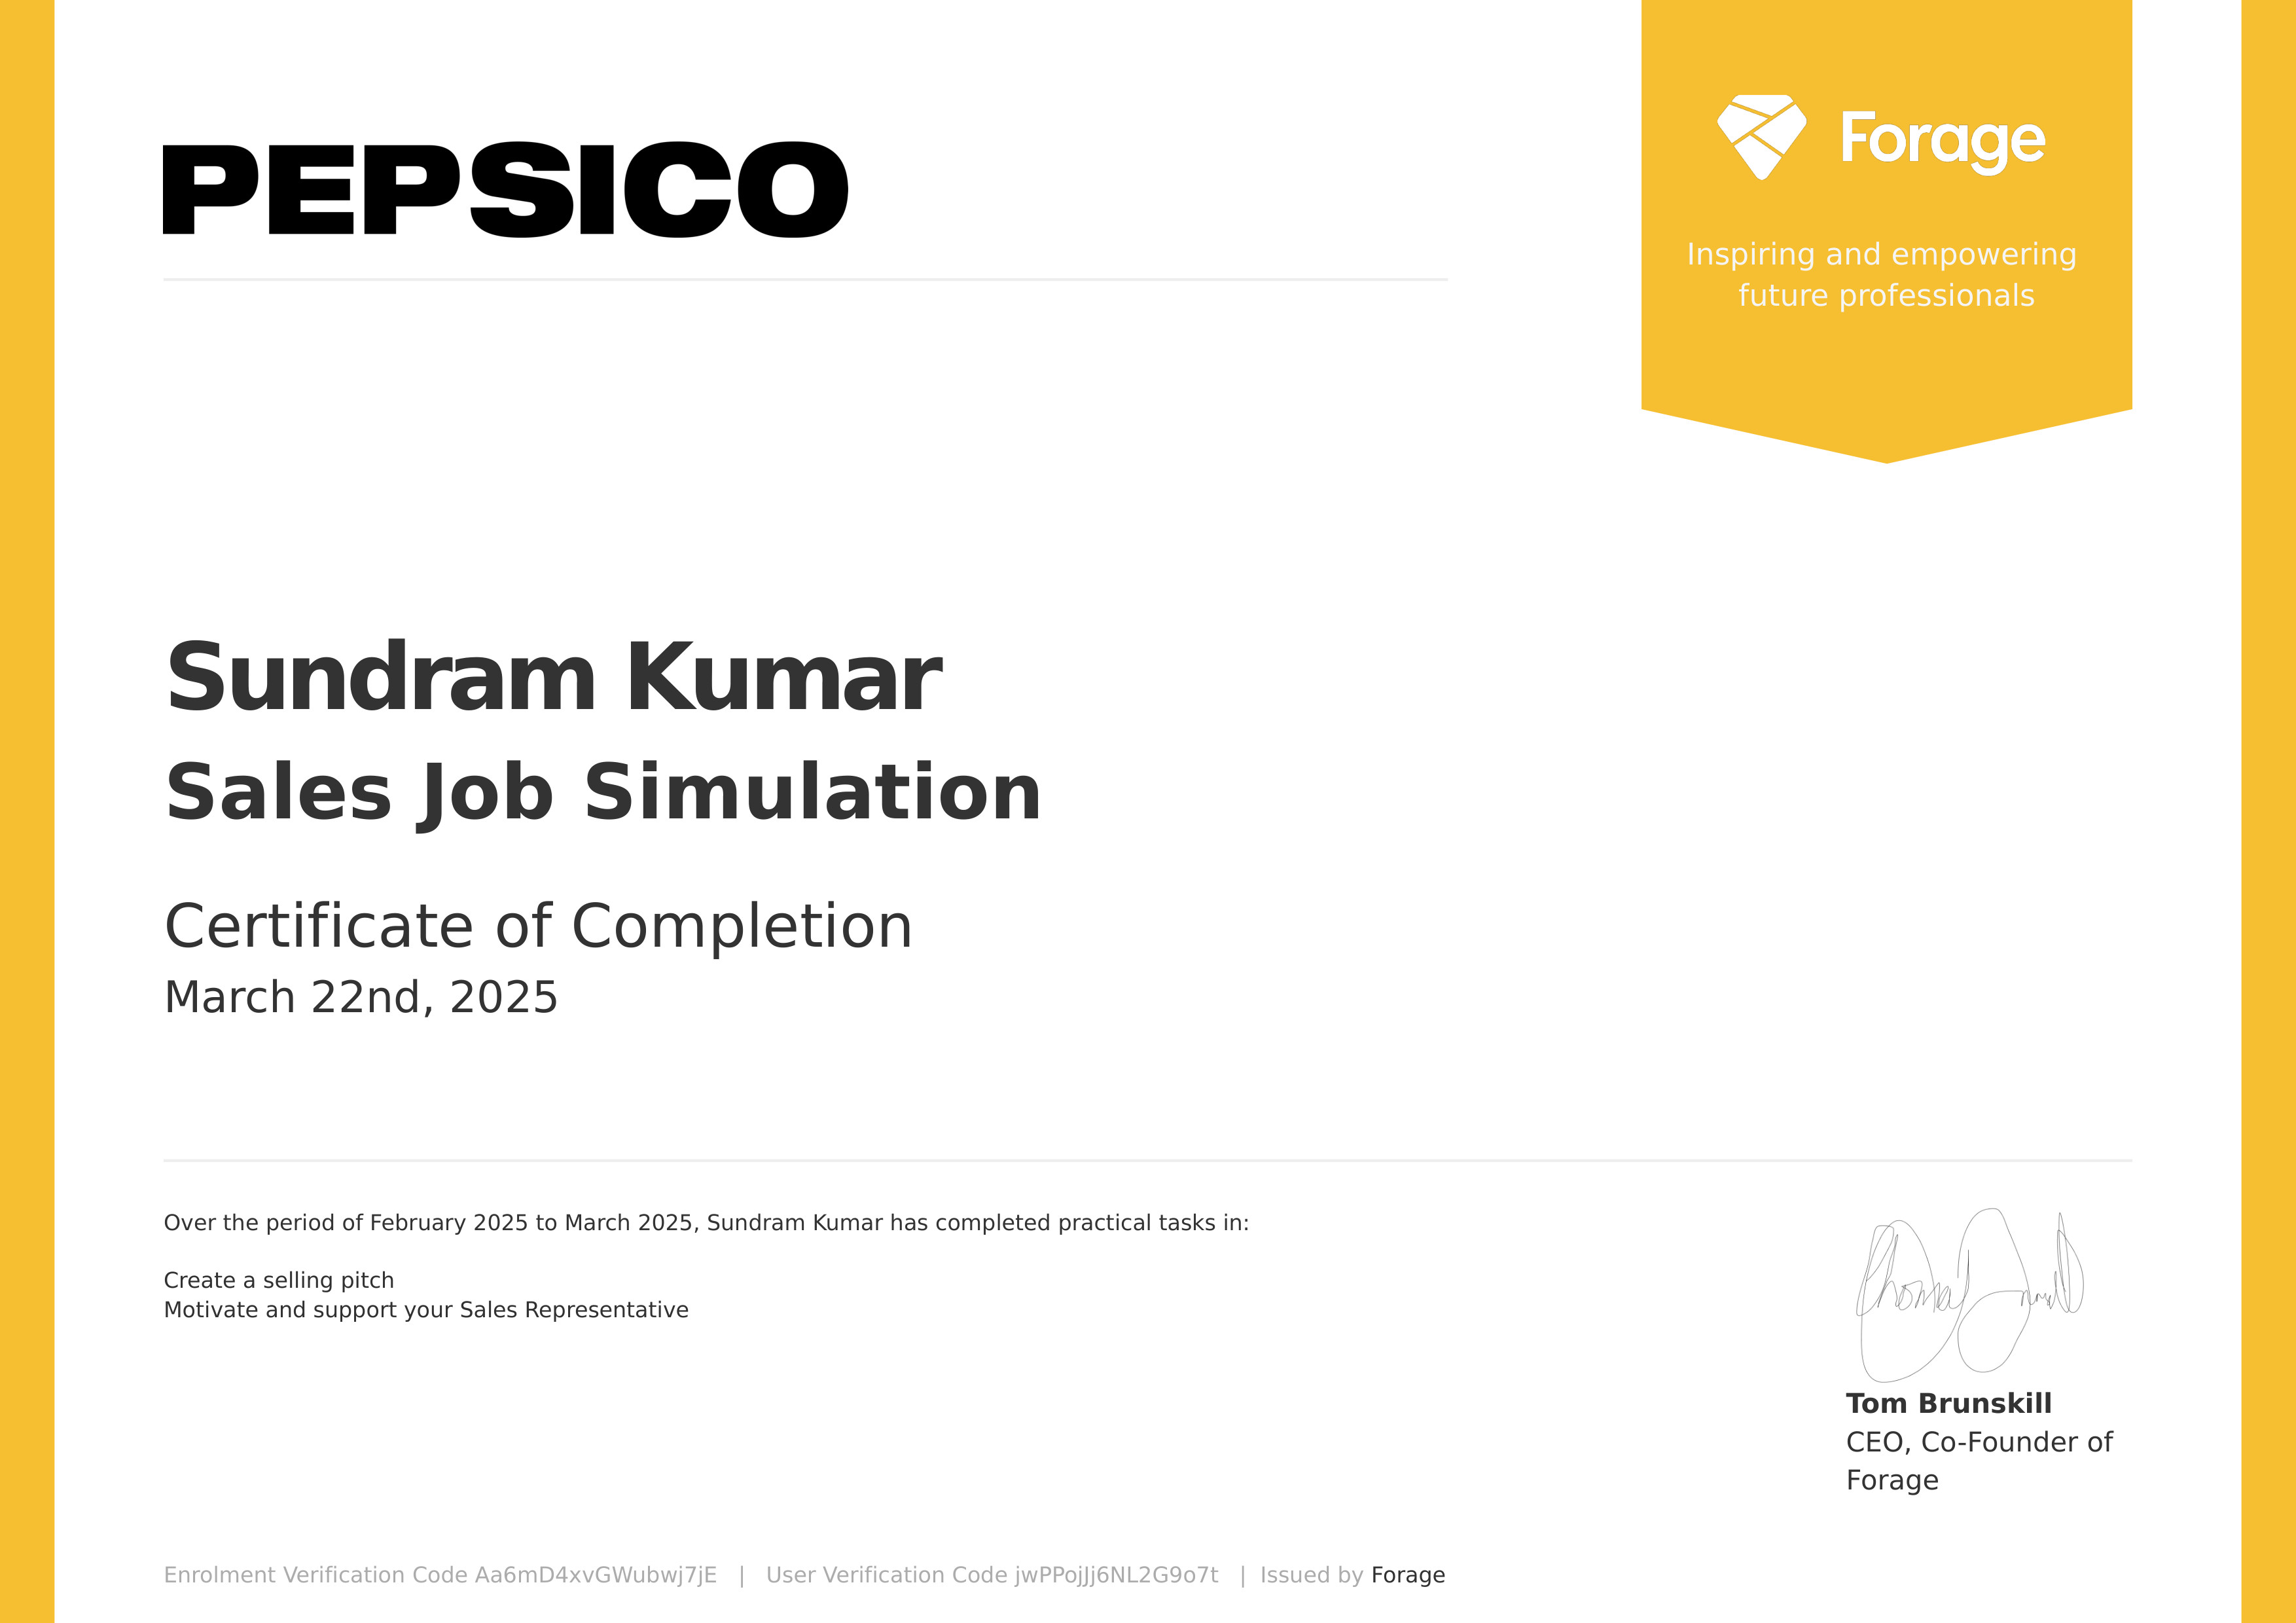 PEPSICO
Forage
Inspiring and empowering
future professionals
Sundram Kumar
Sales Job Simulation
Certificate of Completion
March 22nd, 2025
Over the period of February 2025 to March 2025, Sundram Kumar has completed practical tasks in:
Create a selling pitch
Motivate and support your Sales Representative
Tom Brunskill
CEO, Co-Founder of
Forage
Enrolment Verification Code Aa6mD4xvGWubwj7jE | User Verification Code jwPPojJj6NL2G9o7t | Issued by Forage